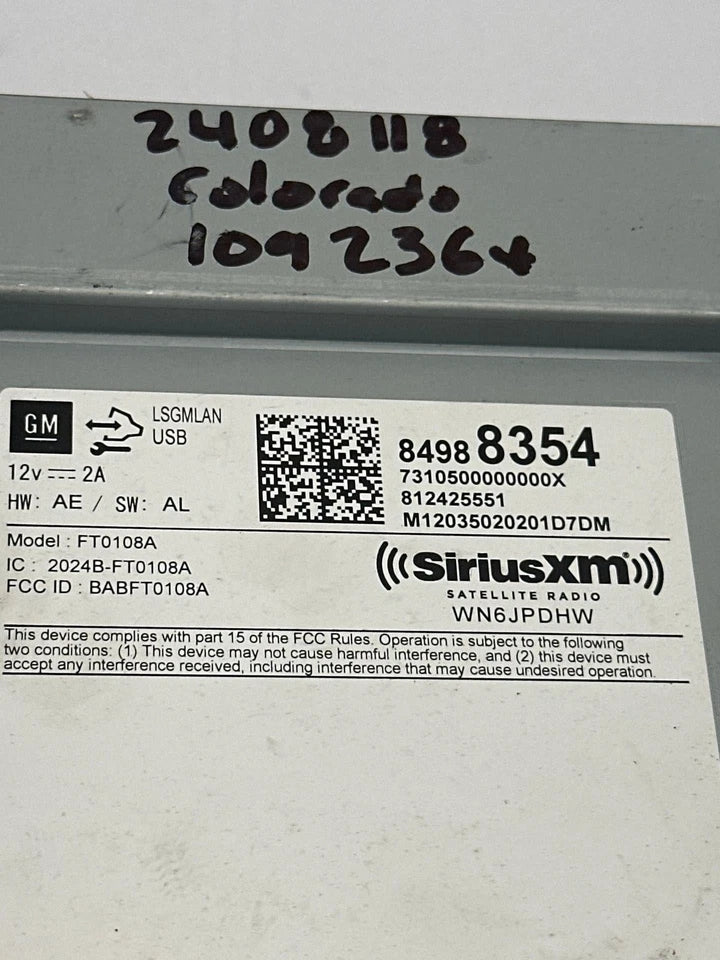 2408118
Colorado
109236x
GM
LSGMLAN
USB
12v ⎓ 2A
HW: AE / SW: AL
8498 8354
7310500000000X
812425551
M12035020201D7DM
Model : FT0108A
IC : 2024B-FT0108A
FCC ID : BABFT0108A
((( SiriusXM )))
SATELLITE RADIO
WN6JPDHW
This device complies with part 15 of the FCC Rules. Operation is subject to the following
two conditions: (1) This device may not cause harmful interference, and (2) this device must
accept any interference received, including interference that may cause undesired operation.